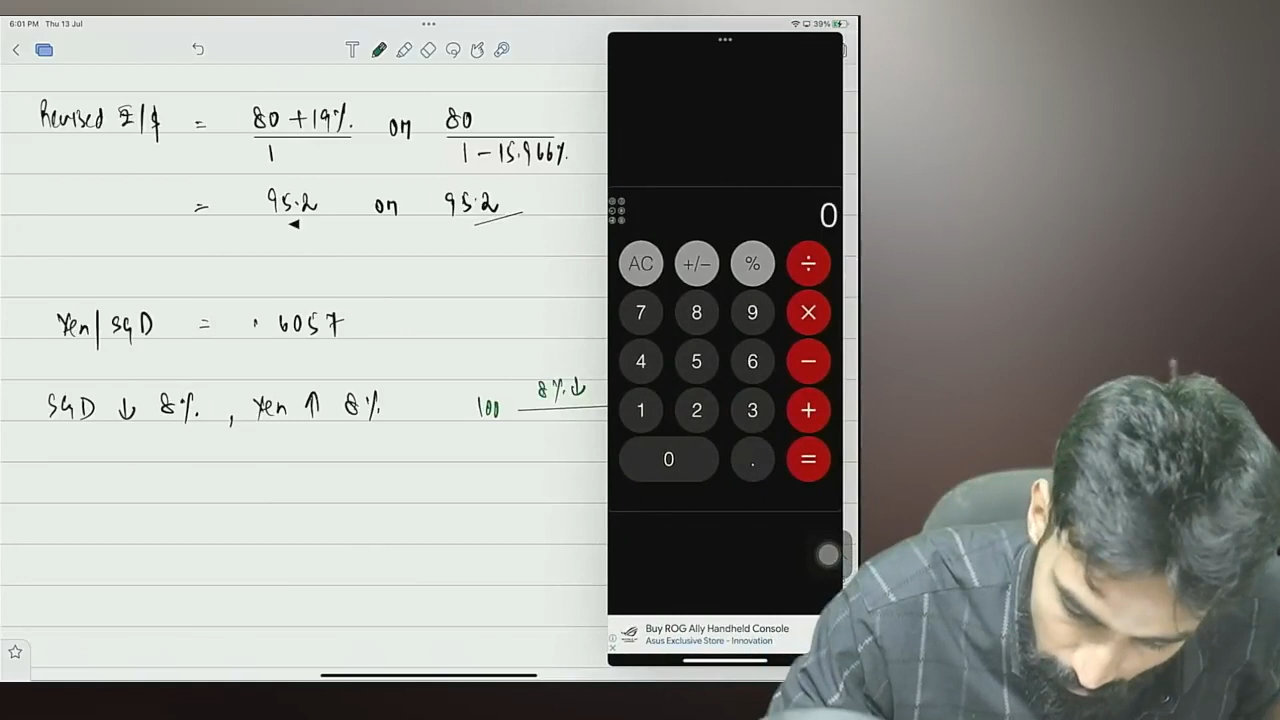 6:01 PM Thu 13 Jul
39%
T
Revised ₹/$ = 80 + 19% / 1 or 80 / 1 - 15.966%
= 95.2 or 95.2
Yen/SGD = .6057
SGD ↓ 8%, Yen ↑ 8% 100 8% ↓
0
AC +/− % ÷
7 8 9 ×
4 5 6 −
1 2 3 +
0 . =
Buy ROG Ally Handheld Console
Asus Exclusive Store - Innovation